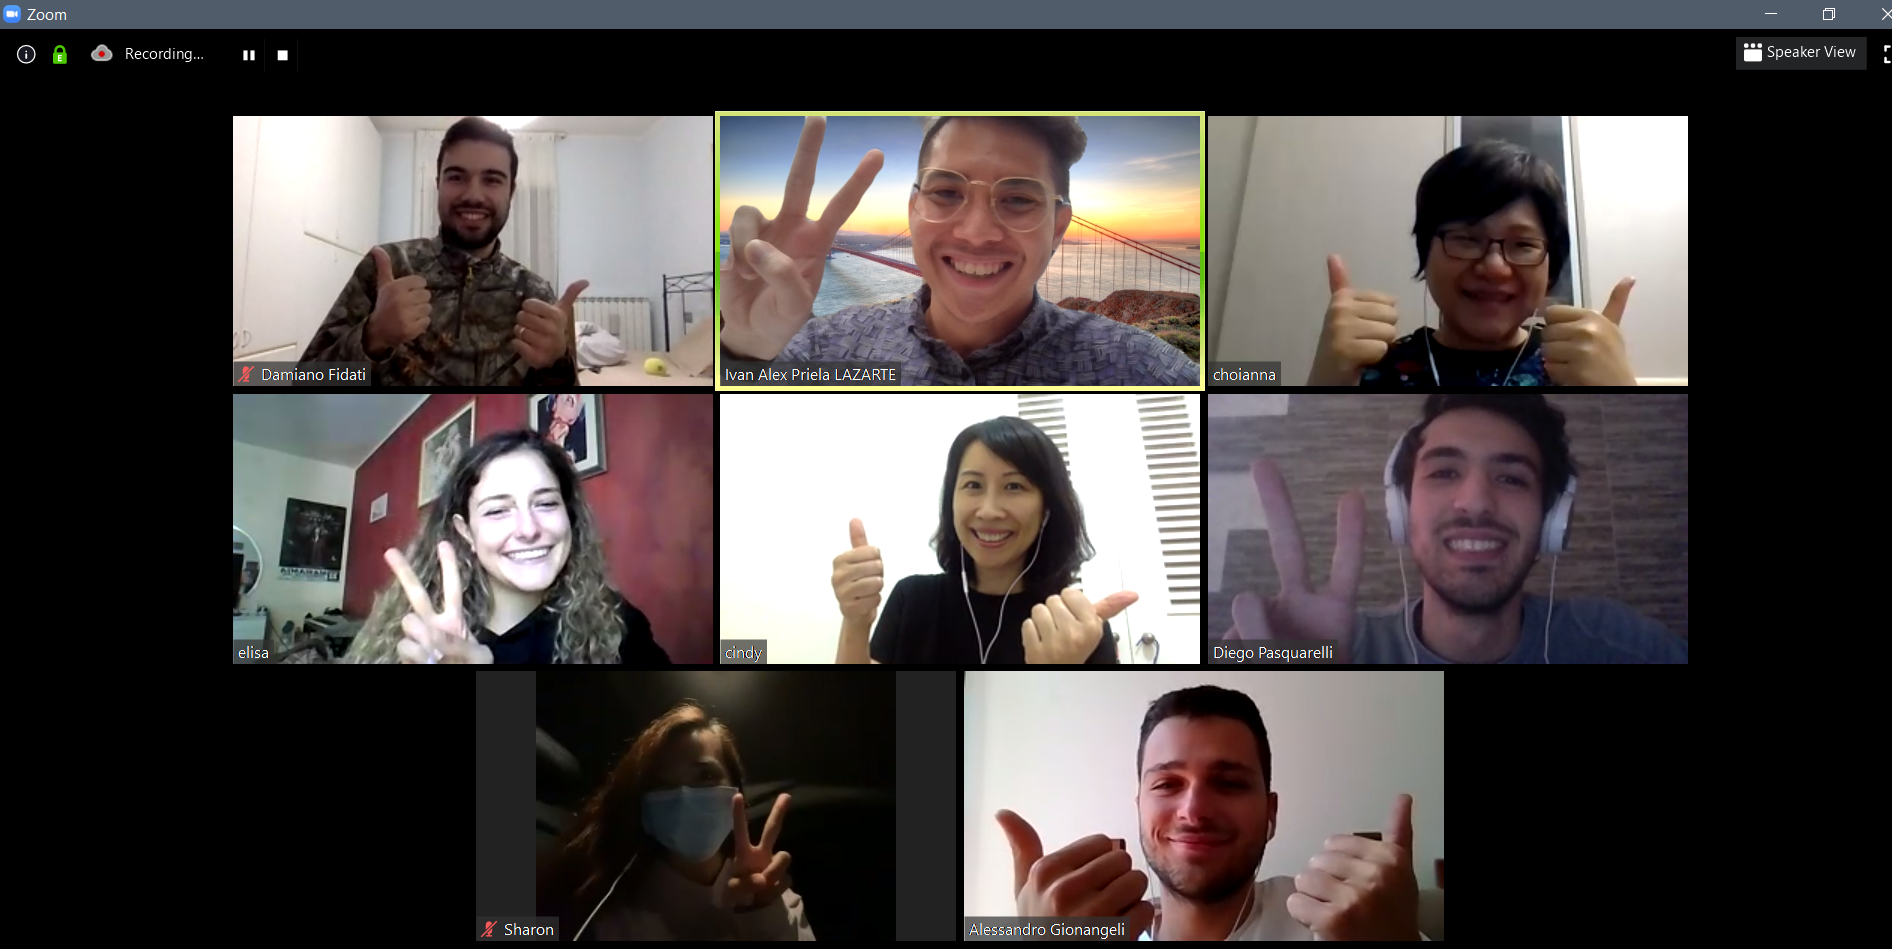 Zoom
Recording...
Speaker View
Damiano Fidati
Ivan Alex Priela LAZARTE
choianna
elisa
cindy
Diego Pasquarelli
Sharon
Alessandro Gionangeli